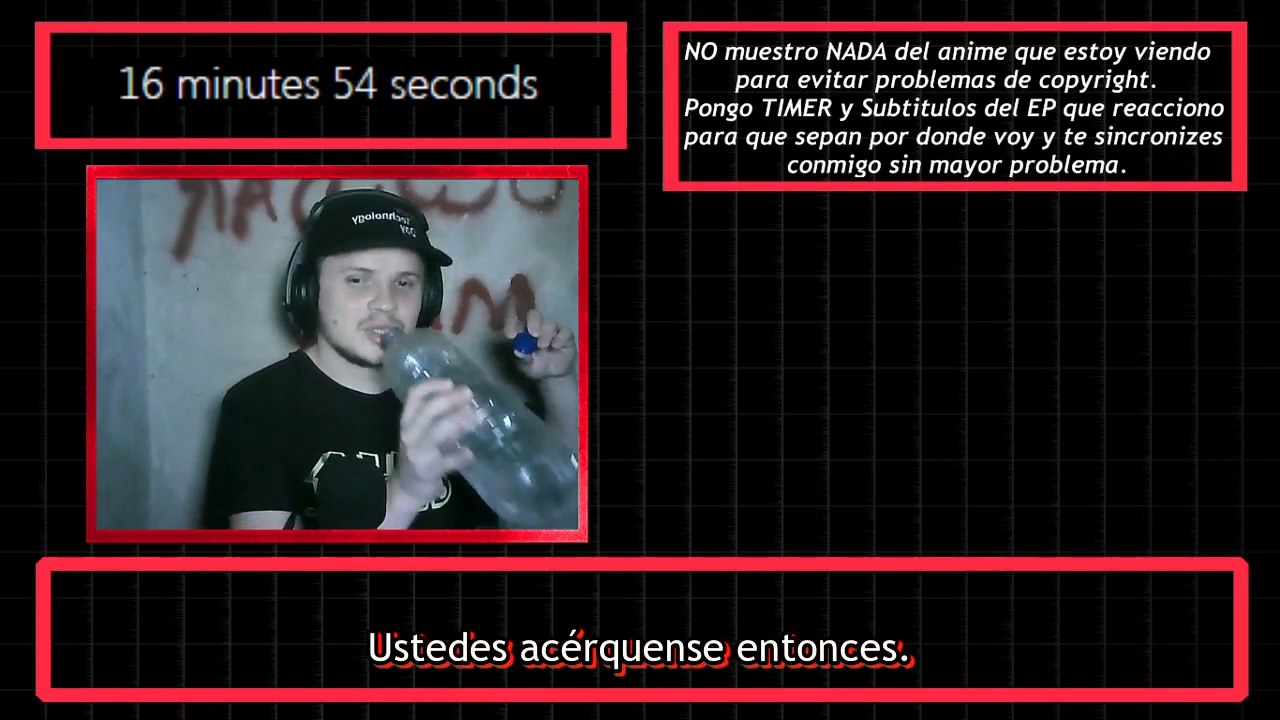 16 minutes 54 seconds
NO muestro NADA del anime que estoy viendo
para evitar problemas de copyright.
Pongo TIMER y Subtitulos del EP que reacciono
para que sepan por donde voy y te sincronizes
conmigo sin mayor problema.
Technology
Ustedes acérquense entonces.